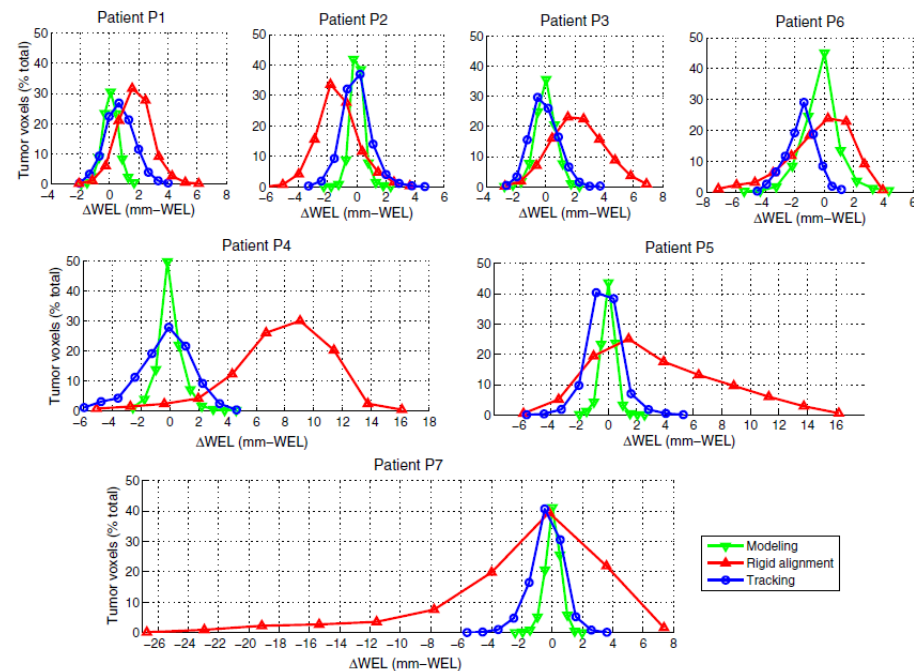 Patient P1
Patient P2
Patient P3
Patient P6
Tumor voxels (% total)
50
40
30
20
10
0
−4 −2 0 2 4 6 8
ΔWEL (mm−WEL)
50
40
30
20
10
0
−6 −4 −2 0 2 4 6
ΔWEL (mm−WEL)
50
40
30
20
10
0
−4 −2 0 2 4 6 8
ΔWEL (mm−WEL)
50
40
30
20
10
0
−8 −6 −4 −2 0 2 4 6
ΔWEL (mm−WEL)
Patient P4
Patient P5
Tumor voxels (% total)
50
40
30
20
10
0
−6 −4 −2 0 2 4 6 8 10 12 14 16 18
ΔWEL (mm−WEL)
50
40
30
20
10
0
−8 −6 −4 −2 0 2 4 6 8 10 12 14 16
ΔWEL (mm−WEL)
Patient P7
Tumor voxels (% total)
50
40
30
20
10
0
−26 −24 −22 −20 −18 −16 −14 −12 −10 −8 −6 −4 −2 0 2 4 6 8
ΔWEL (mm−WEL)
Modeling
Rigid alignment
Tracking